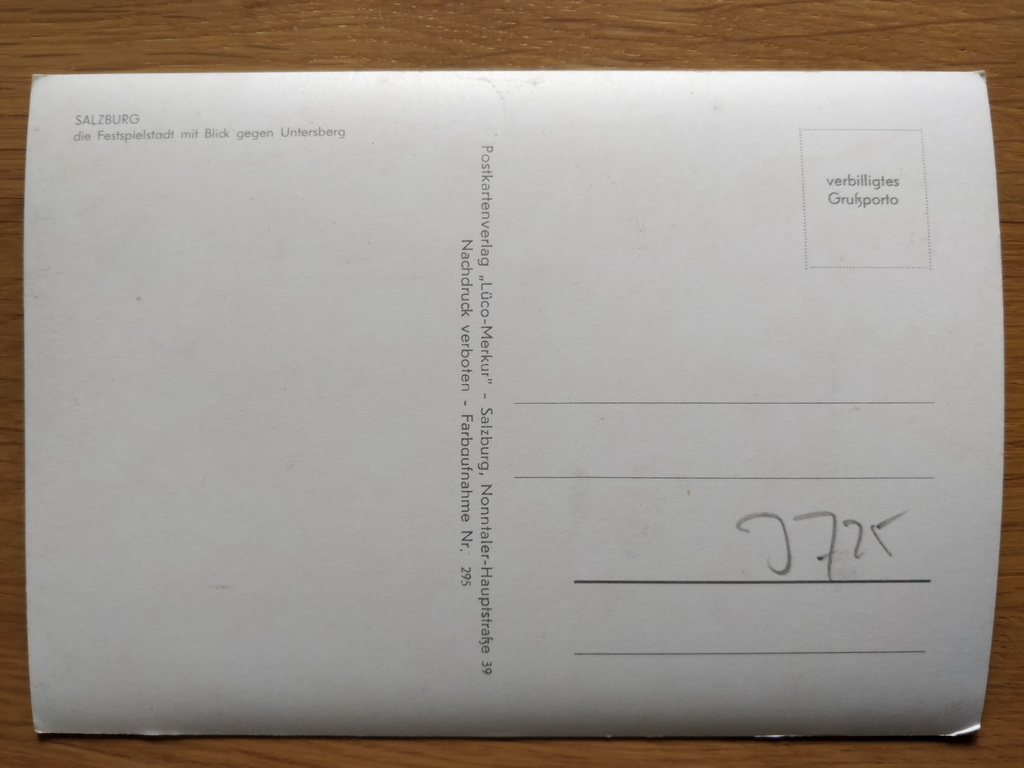 SALZBURG
die Festspielstadt mit Blick gegen Untersberg
Postkartenverlag „Lüco-Merkur" - Salzburg, Nonntaler-Hauptstraße 39
Nachdruck verboten - Farbaufnahme Nr. 295
verbilligtes
Grußporto